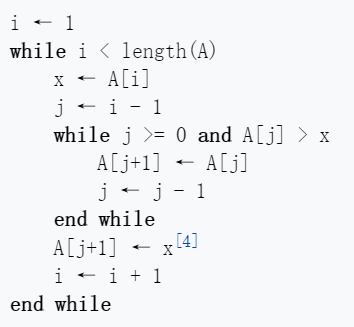 i ← 1
while i < length(A)
    x ← A[i]
    j ← i - 1
    while j >= 0 and A[j] > x
        A[j+1] ← A[j]
        j ← j - 1
    end while
    A[j+1] ← x[4]
    i ← i + 1
end while